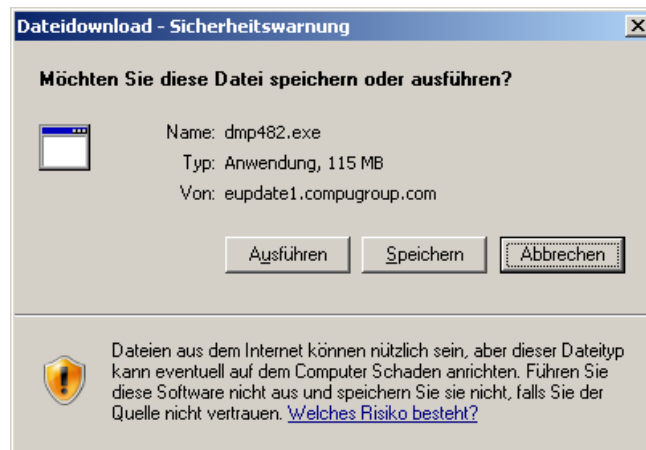 Dateidownload - Sicherheitswarnung
Möchten Sie diese Datei speichern oder ausführen?
Name: dmp482.exe
Typ: Anwendung, 115 MB
Von: eupdate1.compugroup.com
Ausführen Speichern Abbrechen
Dateien aus dem Internet können nützlich sein, aber dieser Dateityp
kann eventuell auf dem Computer Schaden anrichten. Führen Sie
diese Software nicht aus und speichern Sie sie nicht, falls Sie der
Quelle nicht vertrauen. Welches Risiko besteht?